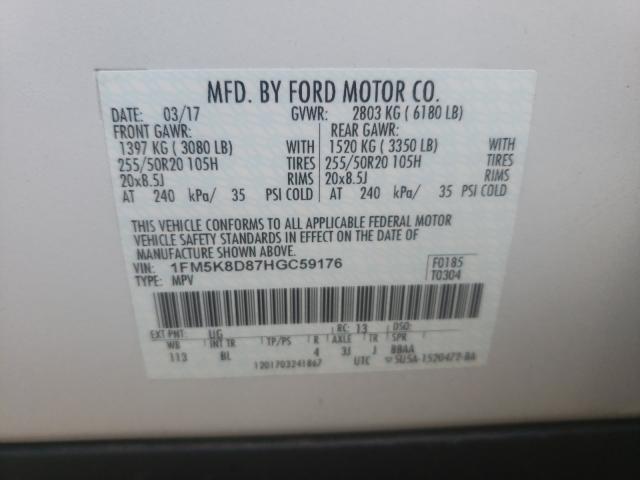 MFD. BY FORD MOTOR CO.
DATE: 03/17 GVWR: 2803 KG ( 6180 LB)
FRONT GAWR: REAR GAWR:
1397 KG ( 3080 LB) WITH 1520 KG ( 3350 LB) WITH
255/50R20 105H TIRES 255/50R20 105H TIRES
20x8.5J RIMS 20x8.5J RIMS
AT 240 kPa/ 35 PSI COLD AT 240 kPa/ 35 PSI COLD
THIS VEHICLE CONFORMS TO ALL APPLICABLE FEDERAL MOTOR
VEHICLE SAFETY STANDARDS IN EFFECT ON THE DATE OF
MANUFACTURE SHOWN ABOVE.
VIN: 1FM5K8D87HGC59176 F0185
TYPE: MPV T0304
EXT PNT: UG RC: 13 DSO:
WB INT TR TP/PS R AXLE TR SPR
113 BL 4 3J J BBAA
1201703241867 UTC 5U5A-1520472-BA